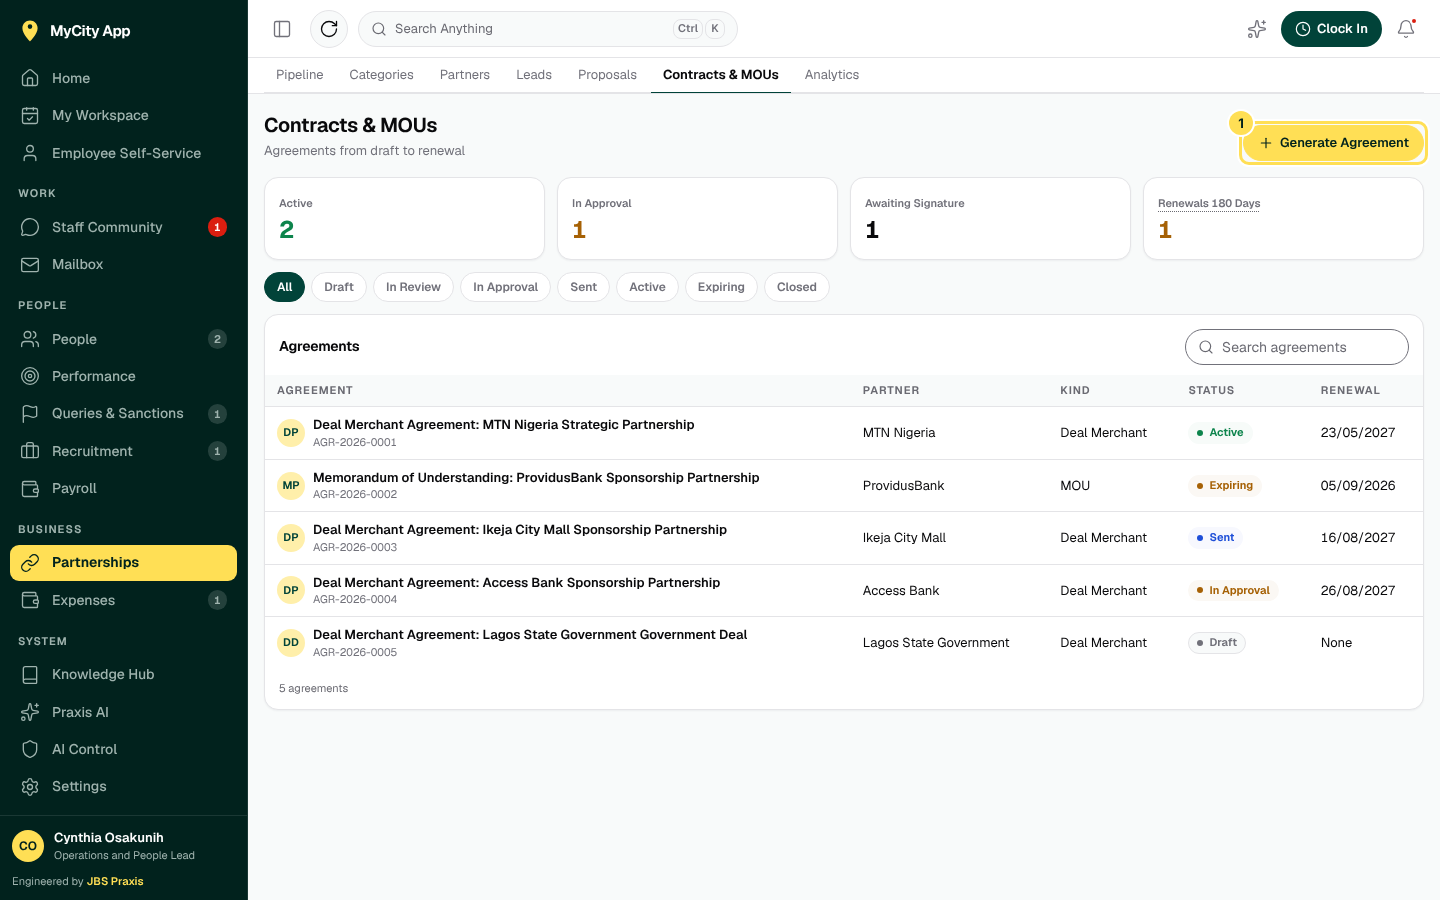 MyCity App
Home
My Workspace
Employee Self-Service
WORK
Staff Community 1
Mailbox
PEOPLE
People 2
Performance
Queries & Sanctions 1
Recruitment 1
Payroll
BUSINESS
Partnerships
Expenses 1
SYSTEM
Knowledge Hub
Praxis AI
AI Control
Settings
CO
Cynthia Osakunih
Operations and People Lead
Engineered by JBS Praxis
Search Anything Ctrl K
Clock In
Pipeline Categories Partners Leads Proposals Contracts & MOUs Analytics
Contracts & MOUs
Agreements from draft to renewal
1
Generate Agreement
Active
2
In Approval
1
Awaiting Signature
1
Renewals 180 Days
1
All Draft In Review In Approval Sent Active Expiring Closed
Agreements
Search agreements
AGREEMENT PARTNER KIND STATUS RENEWAL
DP Deal Merchant Agreement: MTN Nigeria Strategic Partnership MTN Nigeria Deal Merchant Active 23/05/2027
AGR-2026-0001
MP Memorandum of Understanding: ProvidusBank Sponsorship Partnership ProvidusBank MOU Expiring 05/09/2026
AGR-2026-0002
DP Deal Merchant Agreement: Ikeja City Mall Sponsorship Partnership Ikeja City Mall Deal Merchant Sent 16/08/2027
AGR-2026-0003
DP Deal Merchant Agreement: Access Bank Sponsorship Partnership Access Bank Deal Merchant In Approval 26/08/2027
AGR-2026-0004
DD Deal Merchant Agreement: Lagos State Government Government Deal Lagos State Government Deal Merchant Draft None
AGR-2026-0005
5 agreements